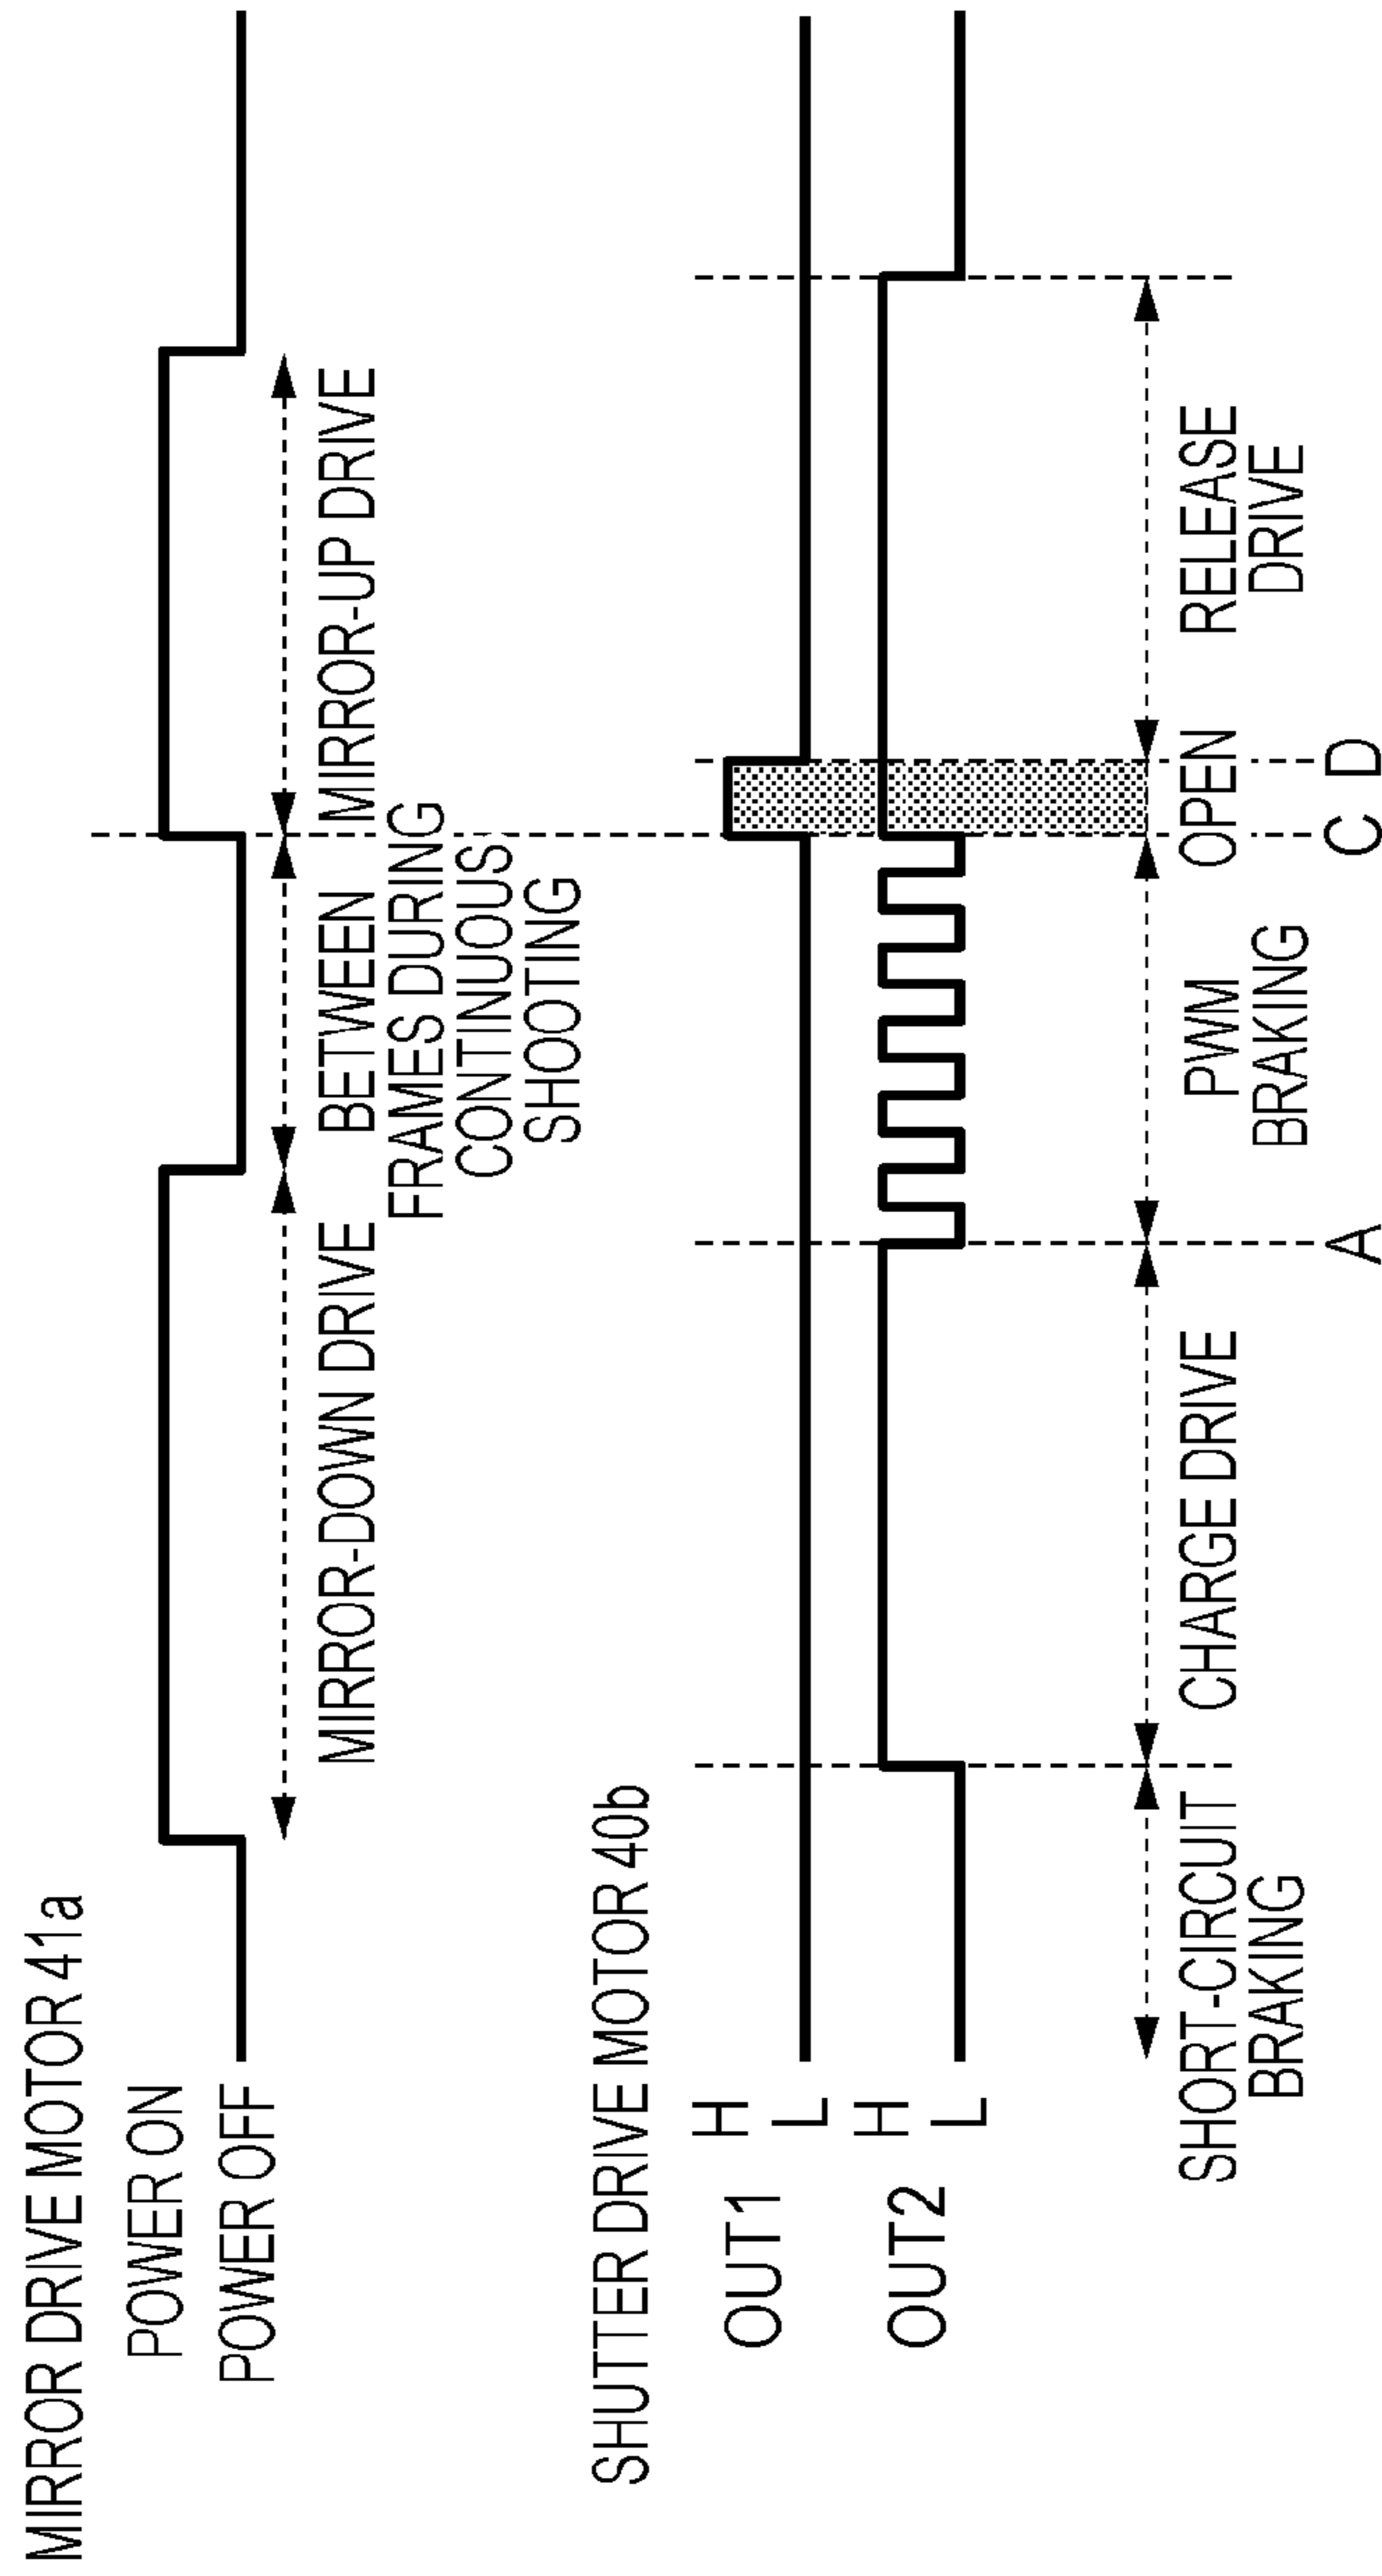 MIRROR DRIVE MOTOR 41a
POWER ON
POWER OFF
MIRROR-DOWN DRIVE
BETWEEN
FRAMES DURING
CONTINUOUS
SHOOTING
MIRROR-UP DRIVE
SHUTTER DRIVE MOTOR 40b
OUT1
H
L
OUT2
H
L
SHORT-CIRCUIT
BRAKING
CHARGE DRIVE
PWM
BRAKING
OPEN
RELEASE
DRIVE
A
C
D